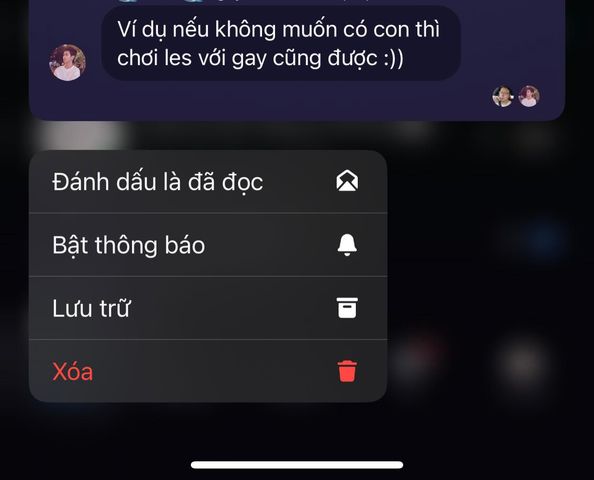 Ví dụ nếu không muốn có con thì
chơi les với gay cũng được :))
Đánh dấu là đã đọc
Bật thông báo
Lưu trữ
Xóa